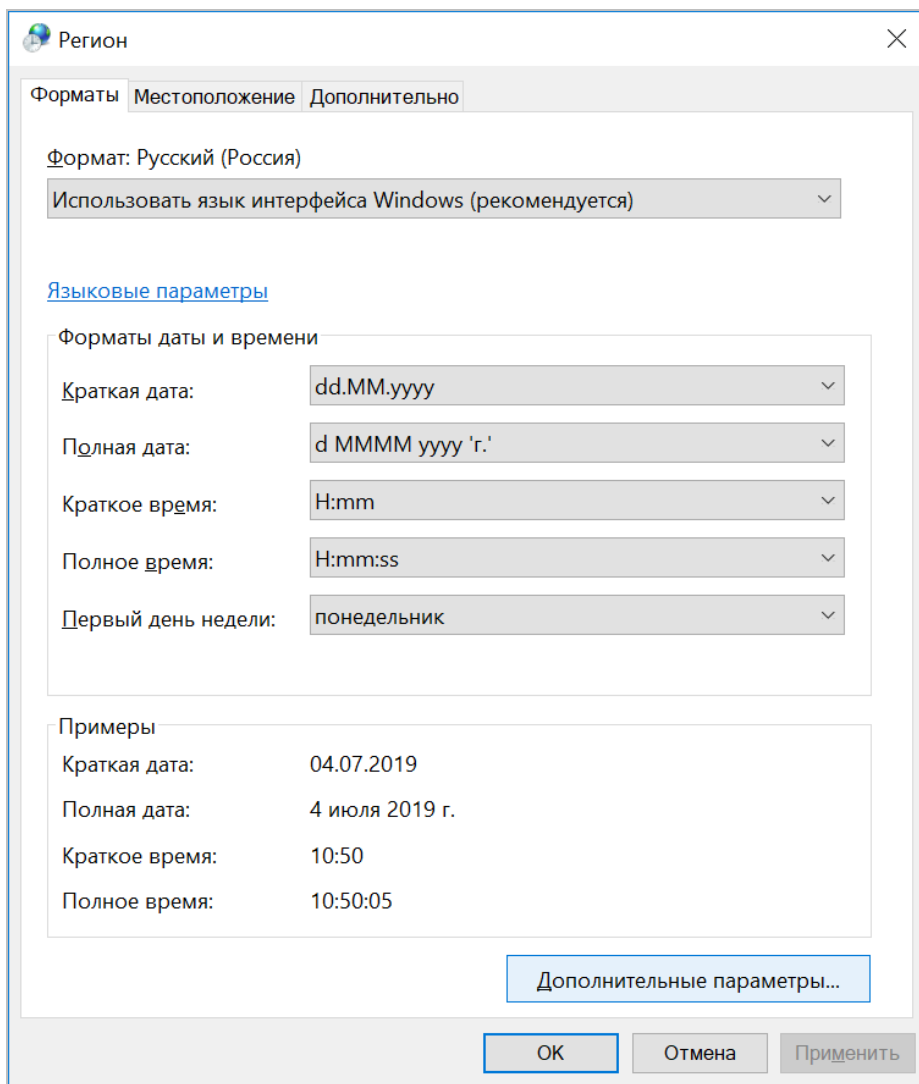 Регион
Форматы Местоположение Дополнительно
Формат: Русский (Россия)
Использовать язык интерфейса Windows (рекомендуется)
Языковые параметры
Форматы даты и времени
Краткая дата: dd.MM.yyyy
Полная дата: d MMMM yyyy 'г.'
Краткое время: H:mm
Полное время: H:mm:ss
Первый день недели: понедельник
Примеры
Краткая дата: 04.07.2019
Полная дата: 4 июля 2019 г.
Краткое время: 10:50
Полное время: 10:50:05
Дополнительные параметры...
ОК Отмена Применить